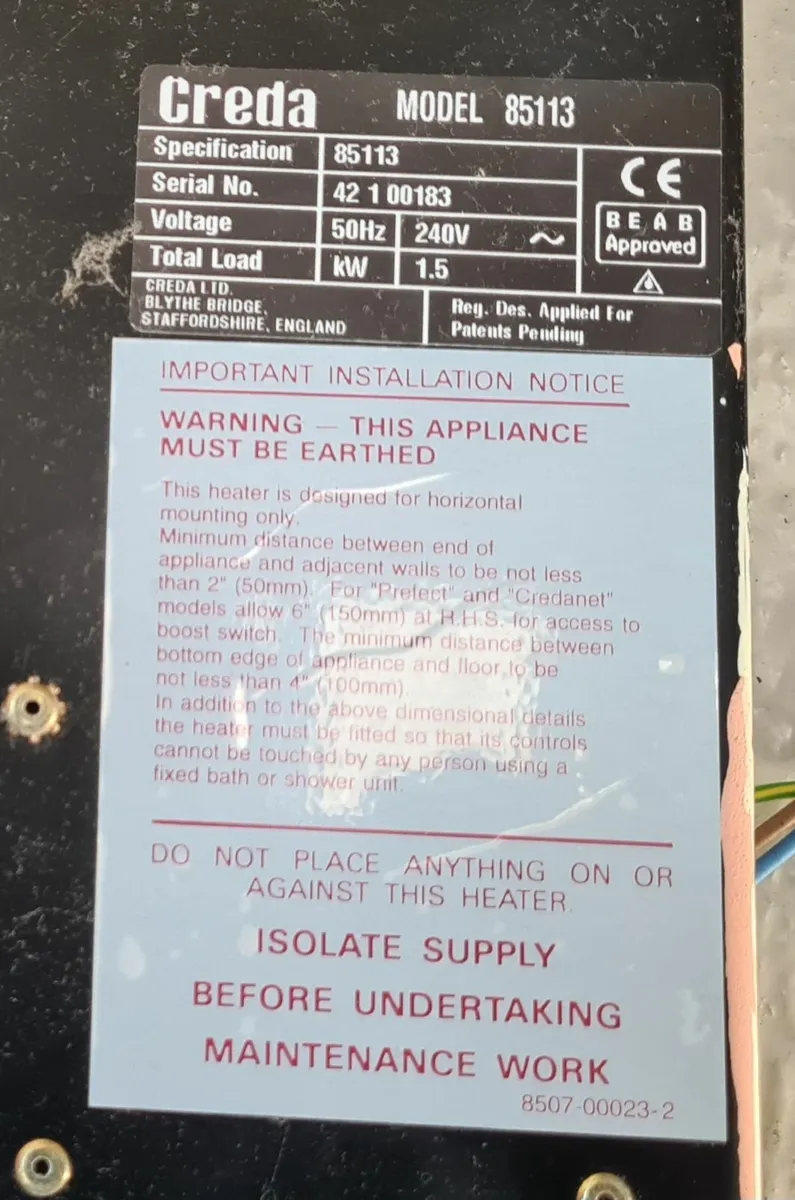 Creda MODEL 85113
Specification 85113
Serial No. 42 1 00183
Voltage 50Hz 240V ~
Total Load kW 1.5
CE
BEAB
Approved
CREDA LTD.
BLYTHE BRIDGE,
STAFFORDSHIRE, ENGLAND
Reg. Des. Applied For
Patents Pending
IMPORTANT INSTALLATION NOTICE
WARNING — THIS APPLIANCE
MUST BE EARTHED
This heater is designed for horizontal
mounting only.
Minimum distance between end of
appliance and adjacent walls to be not less
than 2" (50mm). For "Prefect" and "Credanet"
models allow 6" (150mm) at R.H.S. for access to
boost switch. The minimum distance between
bottom edge of appliance and floor to be
not less than 4" (100mm).
In addition to the above dimensional details
the heater must be fitted so that its controls
cannot be touched by any person using a
fixed bath or shower unit.
DO NOT PLACE ANYTHING ON OR
AGAINST THIS HEATER.
ISOLATE SUPPLY
BEFORE UNDERTAKING
MAINTENANCE WORK
8507-00023-2